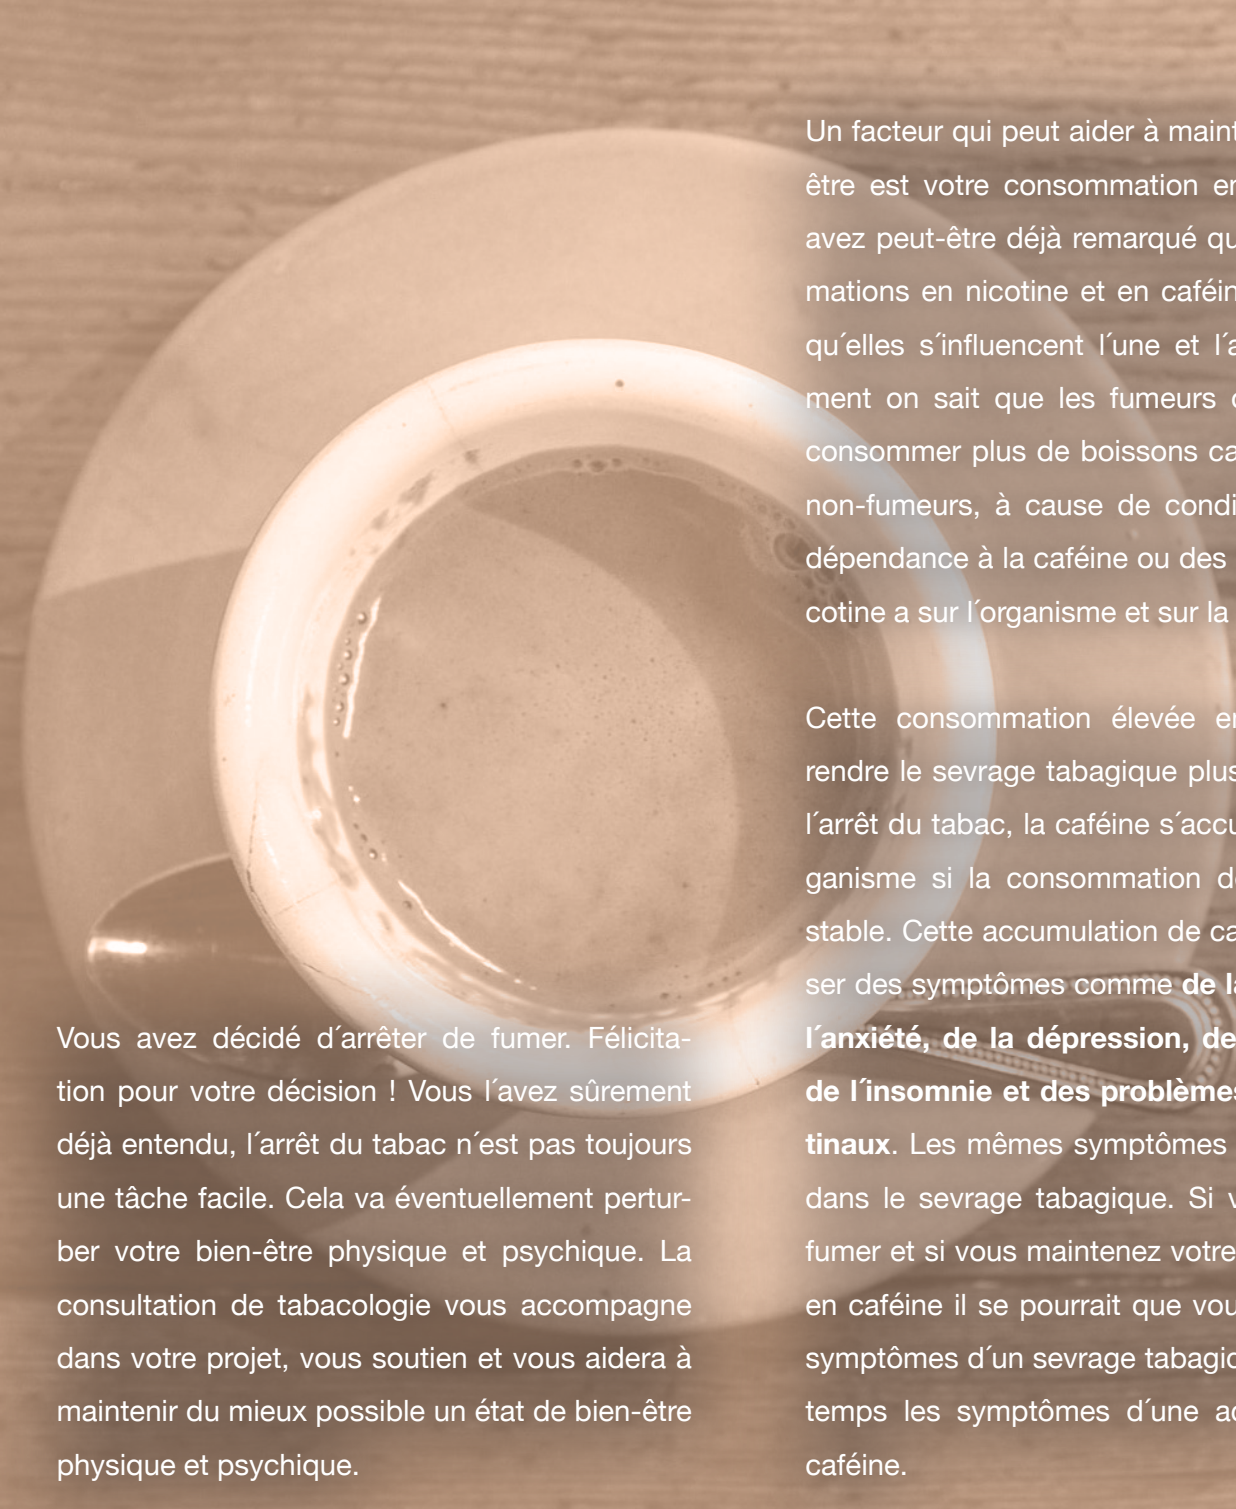 Vous avez décidé d´arrêter de fumer. Félicita-
tion pour votre décision ! Vous l´avez sûrement
déjà entendu, l´arrêt du tabac n´est pas toujours
une tâche facile. Cela va éventuellement pertur-
ber votre bien-être physique et psychique. La
consultation de tabacologie vous accompagne
dans votre projet, vous soutien et vous aidera à
maintenir du mieux possible un état de bien-être
physique et psychique.
Un facteur qui peut aider à maint
être est votre consommation
avez peut-être déjà remarqué qu
mations en nicotine et en caféin
qu´elles s´influencent l´une et
ment on sait que les fumeurs
consommer plus de boissons ca
non-fumeurs, à cause de condi
dépendance à la caféine ou des
cotine a sur l´organisme et sur la
Cette consommation élevée
rendre le sevrage tabagique plus
l´arrêt du tabac, la caféine s´accu
ganisme si la consommation
stable. Cette accumulation de ca
ser des symptômes comme de
l´anxiété, de la dépression, de
de l´insomnie et des problèmes
tinaux. Les mêmes symptômes
dans le sevrage tabagique. Si
fumer et si vous maintenez votre
en caféine il se pourrait que vou
symptômes d´un sevrage
temps les symptômes d´une
caféine.